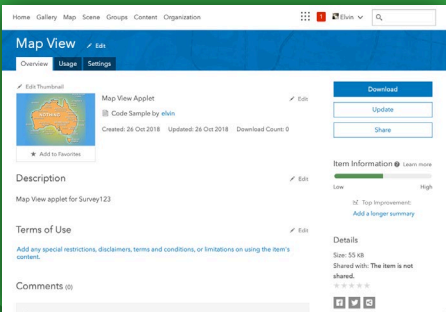 Home Gallery Map Scene Groups Content Organization 1 Elvin
Map View Edit
Overview Usage Settings
Edit Thumbnail
Map View Applet Edit
Code Sample by elvin
Created: 26 Oct 2018 Updated: 26 Oct 2018 Download Count: 0
Add to Favorites
Download
Update
Share
Item Information Learn more
Low High
Top Improvement:
Add a longer summary
Description Edit
Map View applet for Survey123
Terms of Use Edit
Add any special restrictions, disclaimers, terms and conditions, or limitations on using the item's
content.
Comments (0)
Details
Size: 55 KB
Shared with: The item is not
shared.